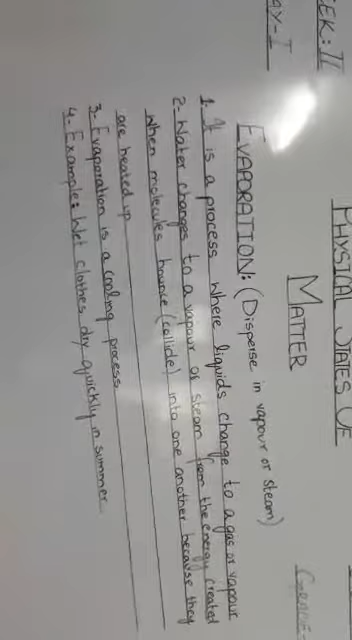 WEEK: II
DAY-I
PHYSICAL STATES OF
MATTER
EVAPORATION: (Disperse in vapour or steam)
1. It is a process where liquids change to a gas or vapour
2- Water changes to a vapour or steam from the energy created
when molecules bounce (collide) into one another because they
are heated up
3- Evaporation is a cooling process
4. Example: Wet clothes dry quickly in summer